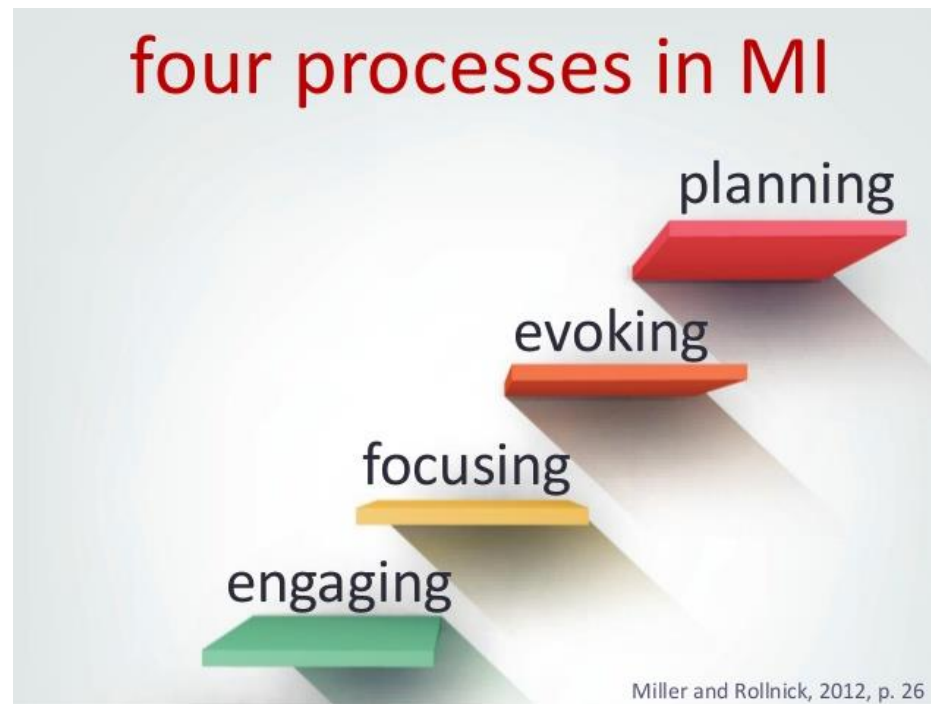 four processes in MI
planning
evoking
focusing
engaging
Miller and Rollnick, 2012, p. 26